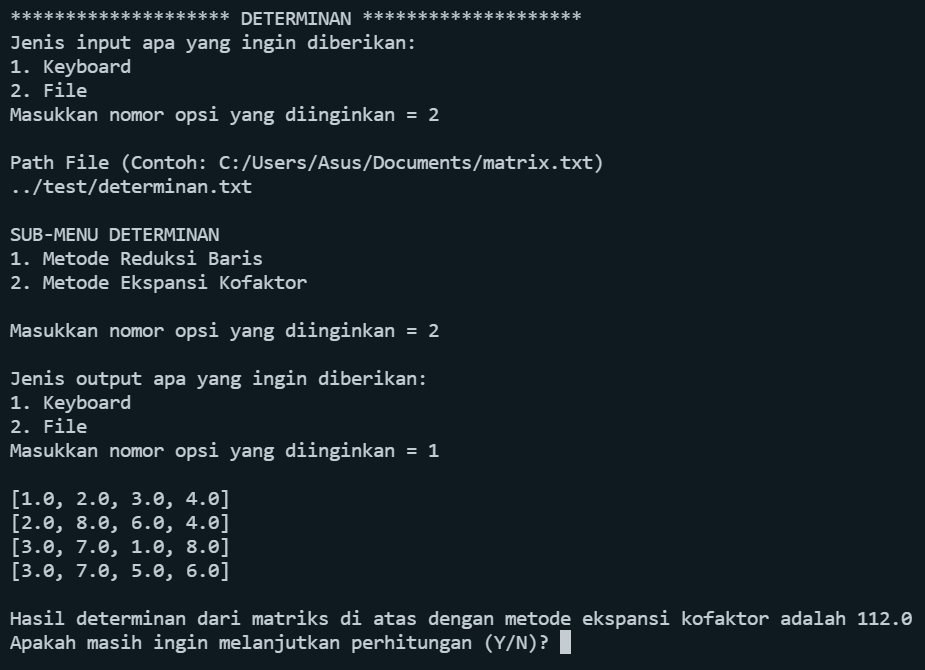 ******************** DETERMINAN ********************
Jenis input apa yang ingin diberikan:
1. Keyboard
2. File
Masukkan nomor opsi yang diinginkan = 2
Path File (Contoh: C:/Users/Asus/Documents/matrix.txt)
../test/determinan.txt
SUB-MENU DETERMINAN
1. Metode Reduksi Baris
2. Metode Ekspansi Kofaktor
Masukkan nomor opsi yang diinginkan = 2
Jenis output apa yang ingin diberikan:
1. Keyboard
2. File
Masukkan nomor opsi yang diinginkan = 1
[1.0, 2.0, 3.0, 4.0]
[2.0, 8.0, 6.0, 4.0]
[3.0, 7.0, 1.0, 8.0]
[3.0, 7.0, 5.0, 6.0]
Hasil determinan dari matriks di atas dengan metode ekspansi kofaktor adalah 112.0
Apakah masih ingin melanjutkan perhitungan (Y/N)?